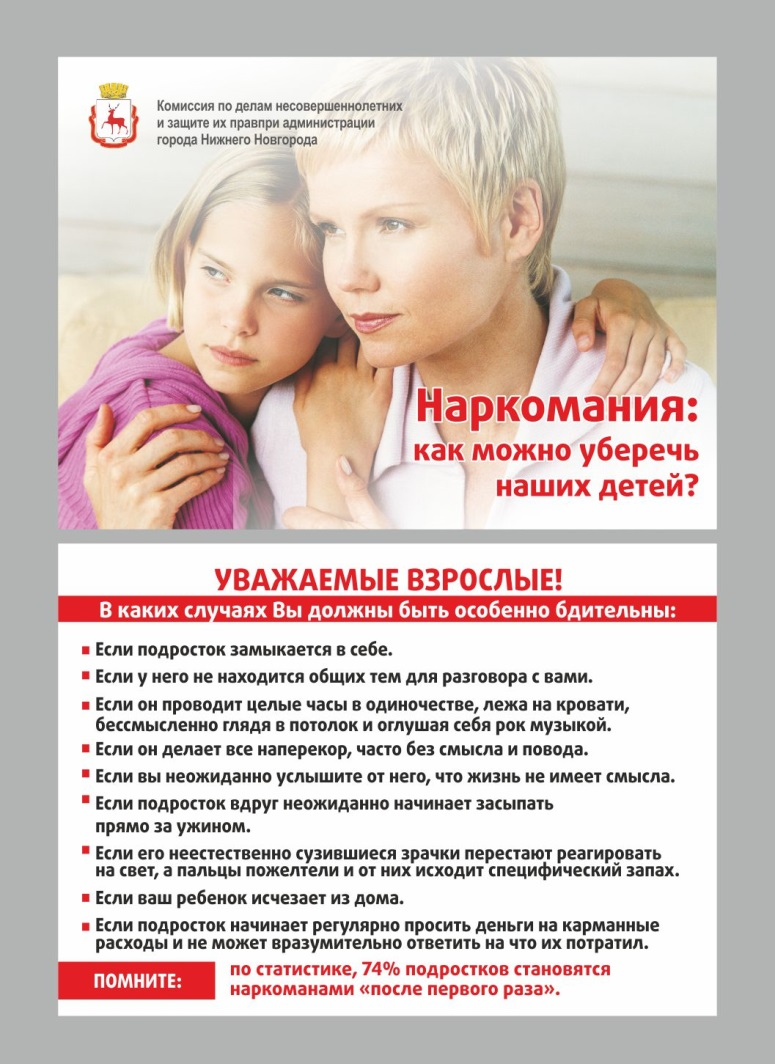 Комиссия по делам несовершеннолетних
и защите их правпри администрации
города Нижнего Новгорода
Наркомания:
как можно уберечь
наших детей?
УВАЖАЕМЫЕ ВЗРОСЛЫЕ!
В каких случаях Вы должны быть особенно бдительны:
Если подросток замыкается в себе.
Если у него не находится общих тем для разговора с вами.
Если он проводит целые часы в одиночестве, лежа на кровати,
бессмысленно глядя в потолок и оглушая себя рок музыкой.
Если он делает все наперекор, часто без смысла и повода.
Если вы неожиданно услышите от него, что жизнь не имеет смысла.
Если подросток вдруг неожиданно начинает засыпать
прямо за ужином.
Если его неестественно сузившиеся зрачки перестают реагировать
на свет, а пальцы пожелтели и от них исходит специфический запах.
Если ваш ребенок исчезает из дома.
Если подросток начинает регулярно просить деньги на карманные
расходы и не может вразумительно ответить на что их потратил.
ПОМНИТЕ:
по статистике, 74% подростков становятся
наркоманами «после первого раза».